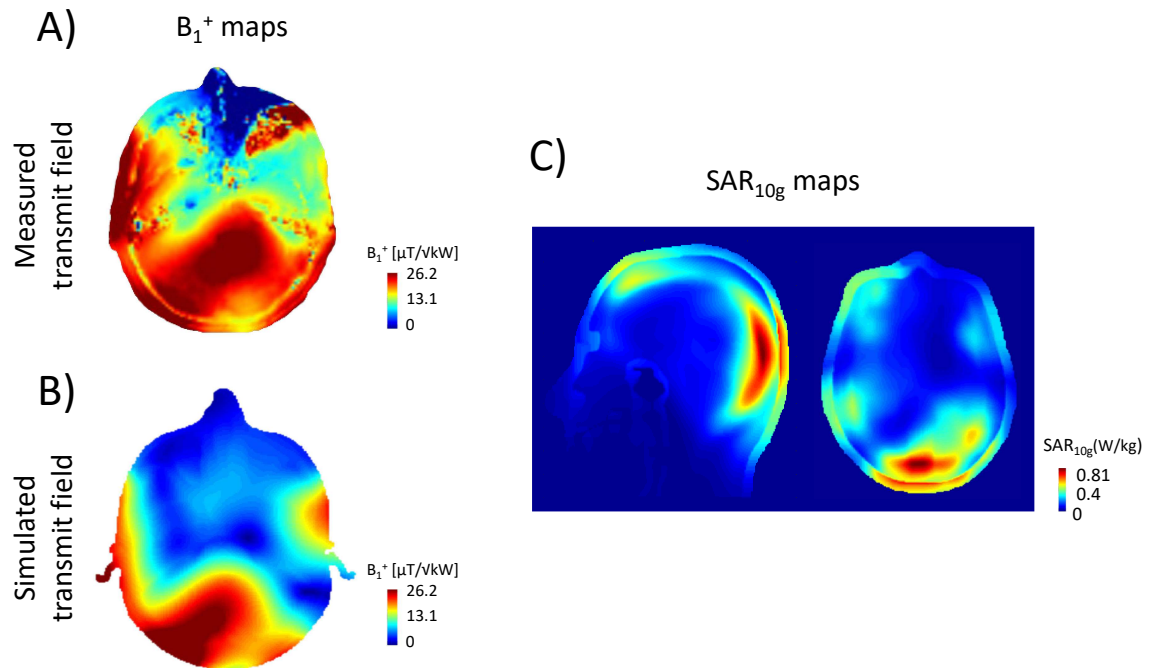 A)
B₁⁺ maps
Measured
transmit field
B₁⁺ [µT/√kW]
26.2
13.1
0
B)
Simulated
transmit field
B₁⁺ [µT/√kW]
26.2
13.1
0
C)
SAR₁₀g maps
SAR₁₀g(W/kg)
0.81
0.4
0